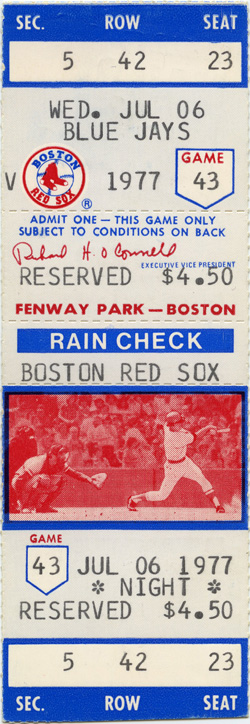 SEC. ROW SEAT
5 42 23
WED. JUL 06
BLUE JAYS
BOSTON
RED SOX
®
V 1977
GAME
43
ADMIT ONE — THIS GAME ONLY
SUBJECT TO CONDITIONS ON BACK
Richard H. O'Connell
EXECUTIVE VICE PRESIDENT
RESERVED $4.50
FENWAY PARK — BOSTON
RAIN CHECK
BOSTON RED SOX
GAME
43
JUL 06 1977
* NIGHT *
RESERVED $4.50
5 42 23
SEC. ROW SEAT